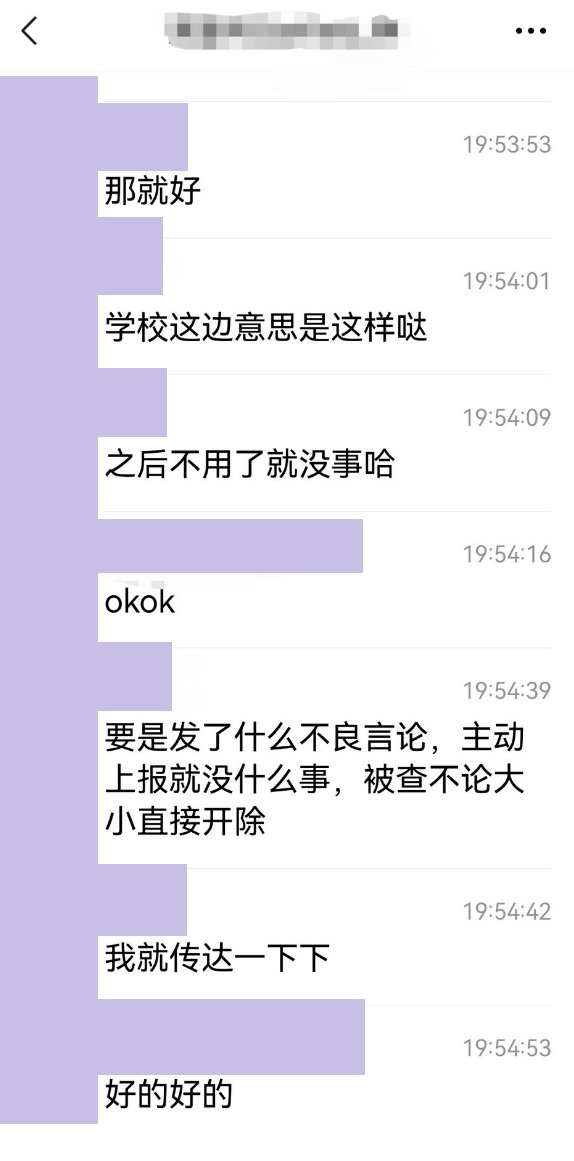 19:53:53
那就好
19:54:01
学校这边意思是这样哒
19:54:09
之后不用了就没事哈
19:54:16
okok
19:54:39
要是发了什么不良言论，主动
上报就没什么事，被查不论大
小直接开除
19:54:42
我就传达一下下
19:54:53
好的好的